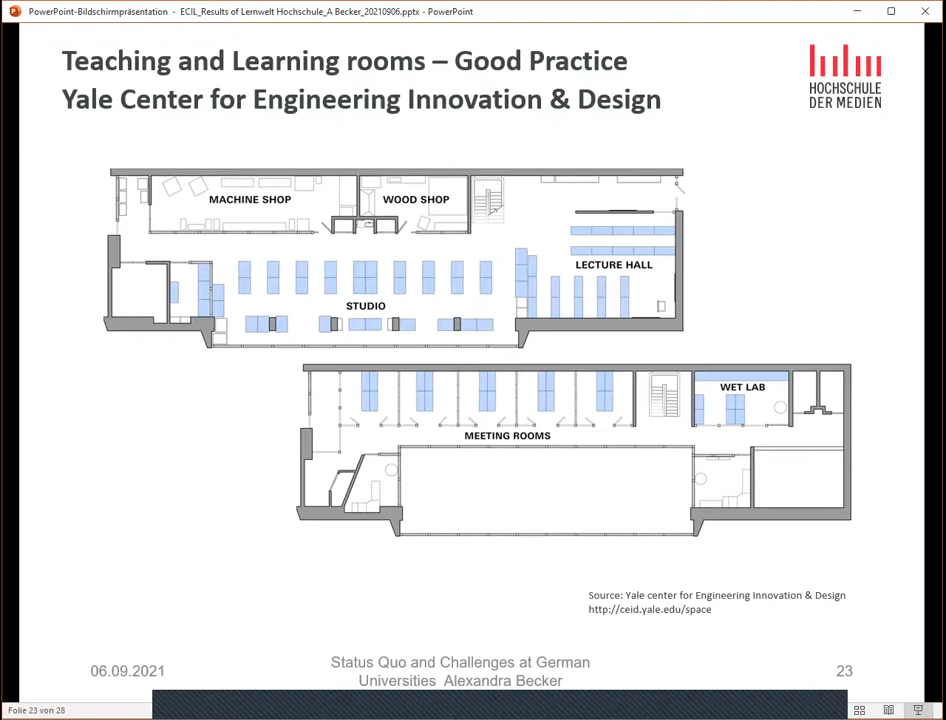 PowerPoint-Bildschirmpräsentation - ECIL_Results of Lernwelt Hochschule_A Becker_20210906.pptx - PowerPoint
Teaching and Learning rooms – Good Practice
Yale Center for Engineering Innovation & Design
HOCHSCHULE
DER MEDIEN
MACHINE SHOP
WOOD SHOP
LECTURE HALL
STUDIO
WET LAB
MEETING ROOMS
Source: Yale center for Engineering Innovation & Design
http://ceid.yale.edu/space
06.09.2021
Status Quo and Challenges at German
Universities Alexandra Becker
23
Folie 23 von 28